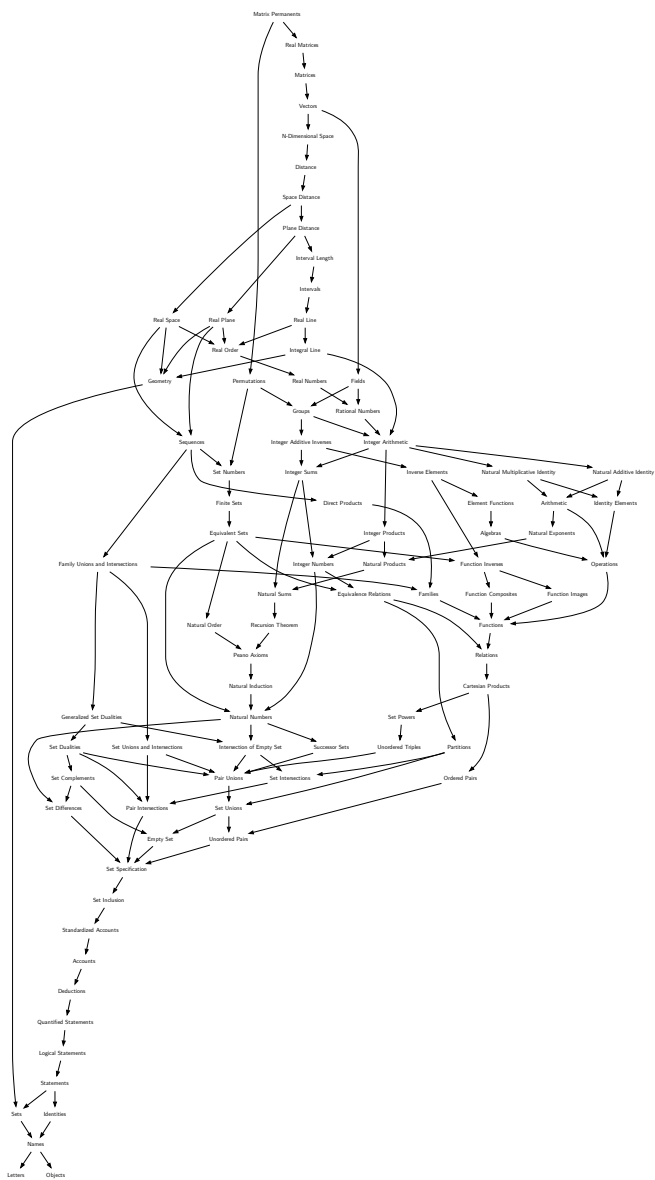 Matrix Permanents
Real Matrices
Matrices
Vectors
N-Dimensional Space
Distance
Space Distance
Plane Distance
Interval Length
Intervals
Real Space
Real Plane
Real Line
Real Order
Integral Line
Geometry
Permutations
Real Numbers
Fields
Groups
Rational Numbers
Sequences
Integer Additive Inverses
Integer Arithmetic
Set Numbers
Integer Sums
Inverse Elements
Natural Multiplicative Identity
Natural Additive Identity
Finite Sets
Direct Products
Element Functions
Arithmetic
Identity Elements
Equivalent Sets
Integer Products
Algebras
Natural Exponents
Family Unions and Intersections
Integer Numbers
Natural Products
Function Inverses
Operations
Natural Sums
Equivalence Relations
Families
Function Composites
Function Images
Natural Order
Recursion Theorem
Functions
Peano Axioms
Relations
Natural Induction
Cartesian Products
Generalized Set Dualities
Natural Numbers
Set Powers
Set Dualities
Set Unions and Intersections
Intersection of Empty Set
Successor Sets
Unordered Triples
Partitions
Set Complements
Pair Unions
Set Intersections
Ordered Pairs
Set Differences
Pair Intersections
Set Unions
Empty Set
Unordered Pairs
Set Specification
Set Inclusion
Standardized Accounts
Accounts
Deductions
Quantified Statements
Logical Statements
Statements
Sets
Identities
Names
Letters
Objects